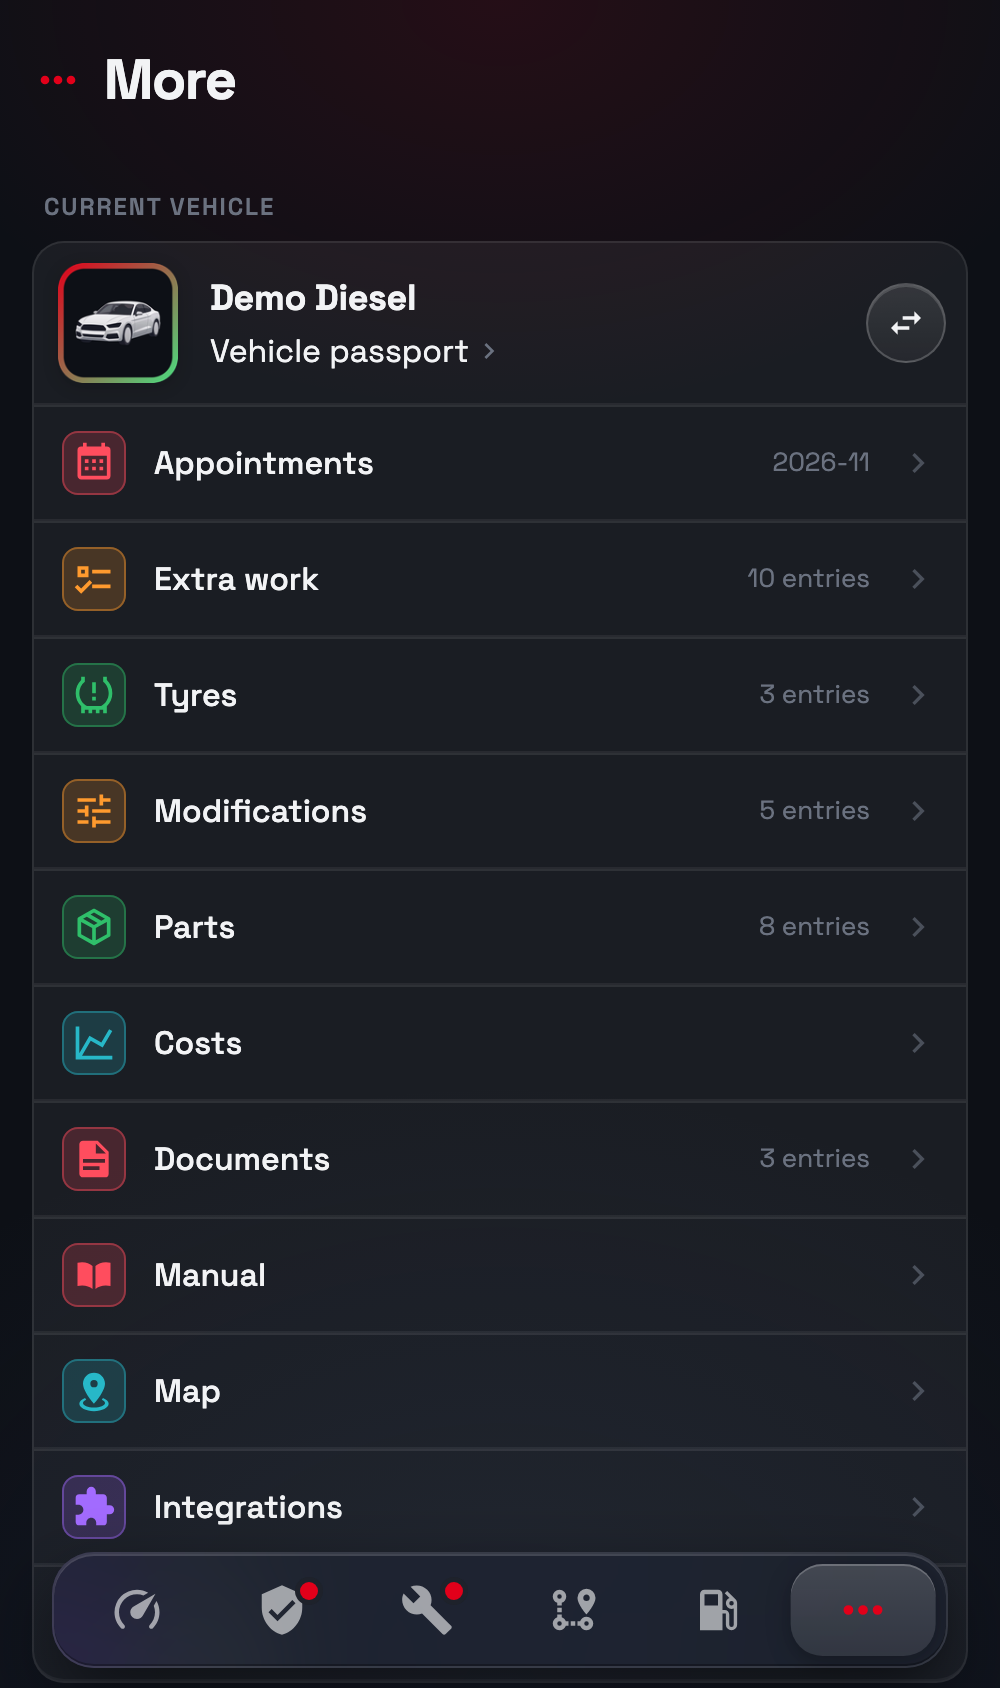 More
CURRENT VEHICLE
Demo Diesel
Vehicle passport
Appointments 2026-11
Extra work 10 entries
Tyres 3 entries
Modifications 5 entries
Parts 8 entries
Costs
Documents 3 entries
Manual
Map
Integrations